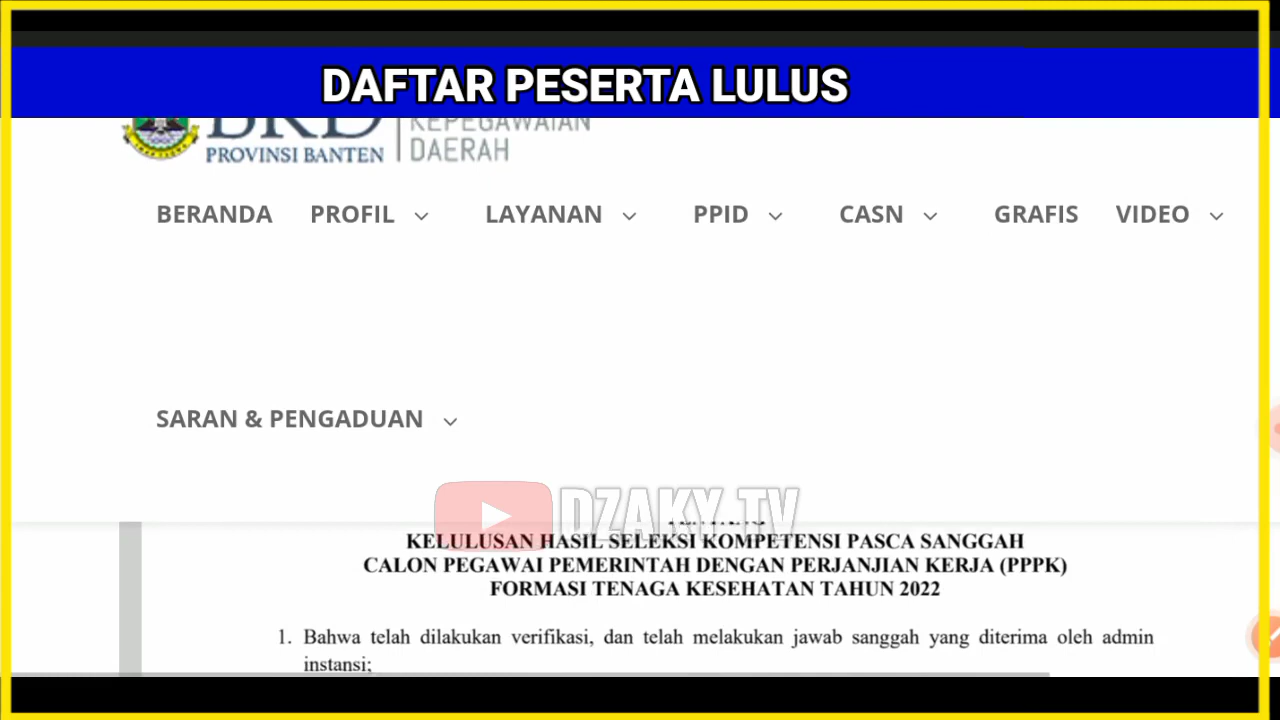 DAFTAR PESERTA LULUS
BKD
KEPEGAWAIAN
PROVINSI BANTEN
DAERAH
BERANDA PROFIL LAYANAN PPID CASN GRAFIS VIDEO
SARAN & PENGADUAN
DZAKY TV
TENTANG
KELULUSAN HASIL SELEKSI KOMPETENSI PASCA SANGGAH
CALON PEGAWAI PEMERINTAH DENGAN PERJANJIAN KERJA (PPPK)
FORMASI TENAGA KESEHATAN TAHUN 2022
1. Bahwa telah dilakukan verifikasi, dan telah melakukan jawab sanggah yang diterima oleh admin
instansi;